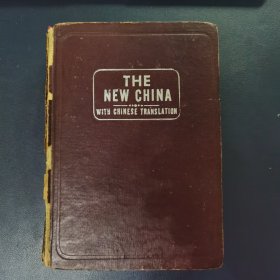 THE
NEW CHINA
WITH CHINESE TRANSLATION